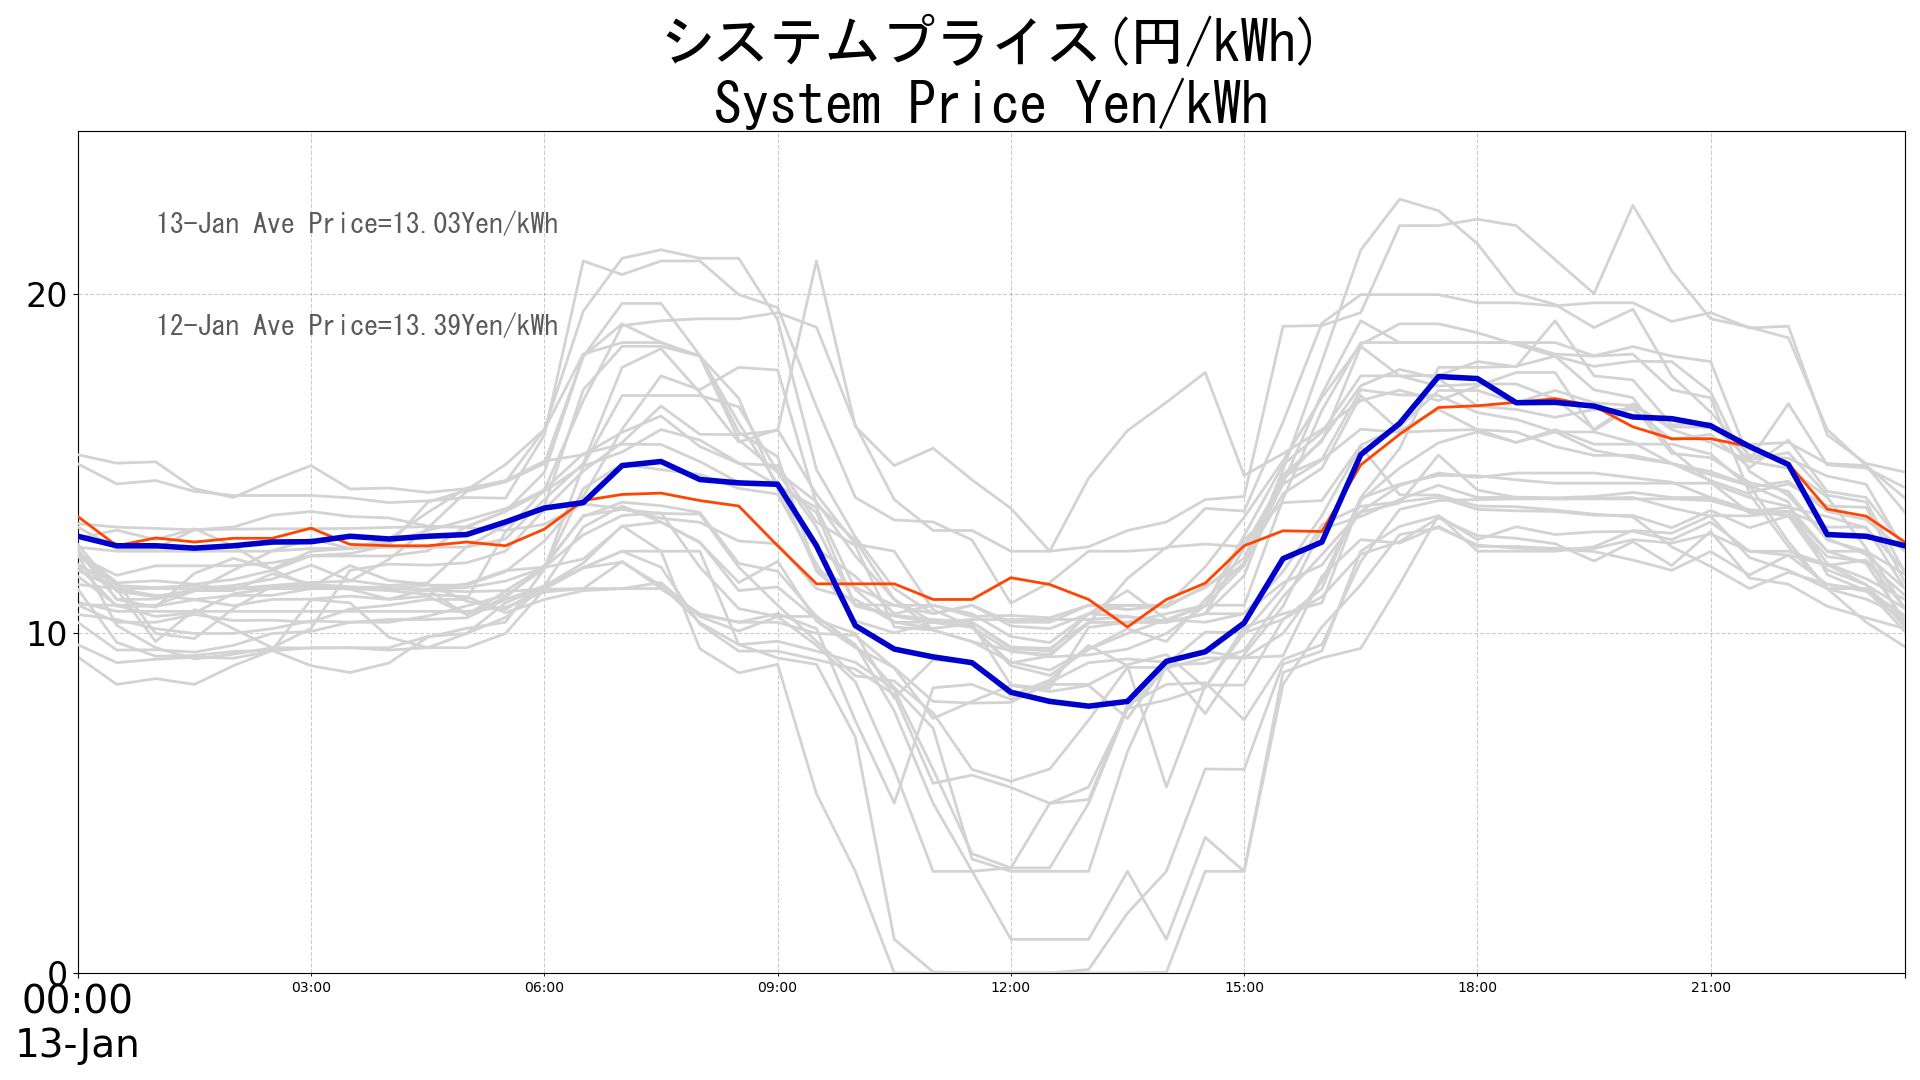 システムプライス(円/kWh)
System Price Yen/kWh
13-Jan Ave Price=13.03Yen/kWh
12-Jan Ave Price=13.39Yen/kWh
20
10
0
00:00 03:00 06:00 09:00 12:00 15:00 18:00 21:00
13-Jan